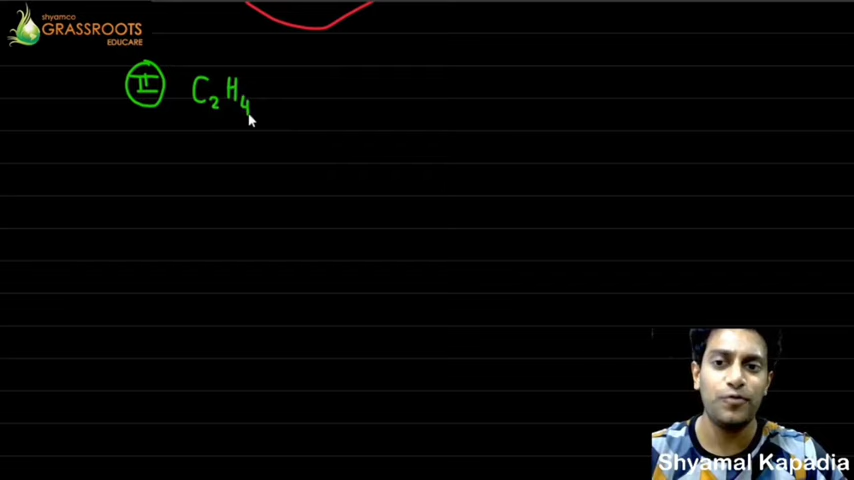 shyamco
GRASSROOTS
EDUCARE
II C₂H₄
Shyamal Kapadia